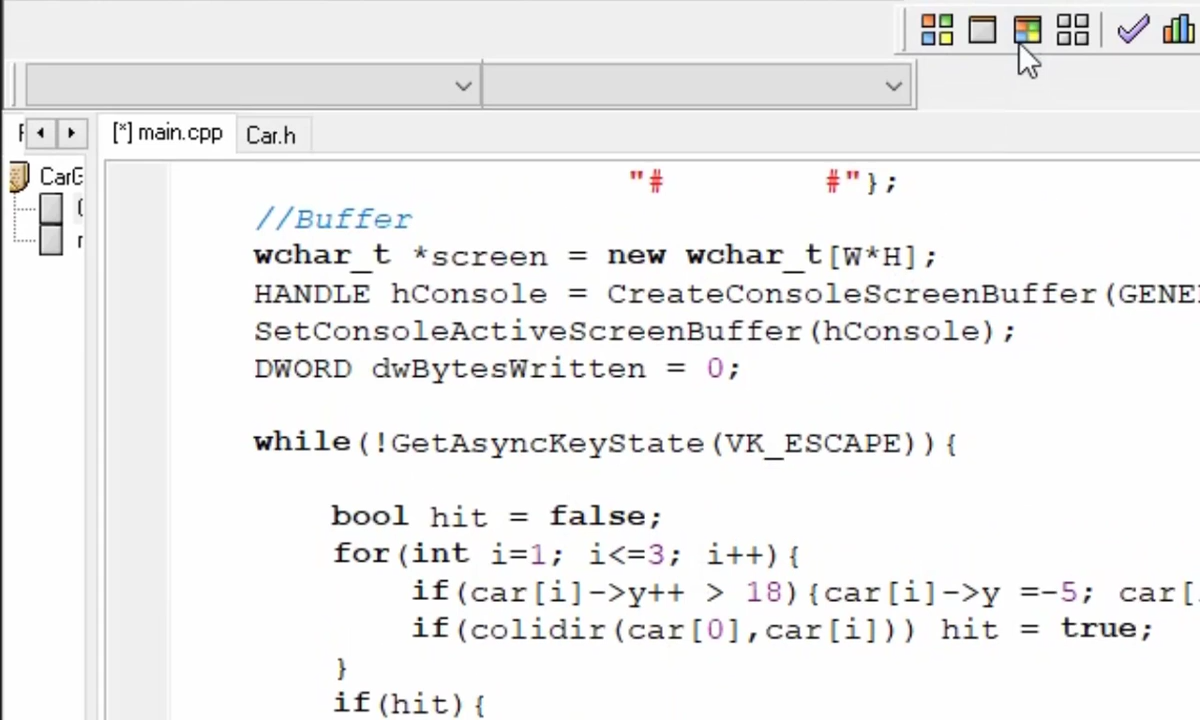 [*] main.cpp
Car.h
"# #"};
//Buffer
wchar_t *screen = new wchar_t[W*H];
HANDLE hConsole = CreateConsoleScreenBuffer(GENE
SetConsoleActiveScreenBuffer(hConsole);
DWORD dwBytesWritten = 0;
while(!GetAsyncKeyState(VK_ESCAPE)){
bool hit = false;
for(int i=1; i<=3; i++){
if(car[i]->y++ > 18){car[i]->y =-5; car[
if(colidir(car[0],car[i])) hit = true;
}
if(hit){